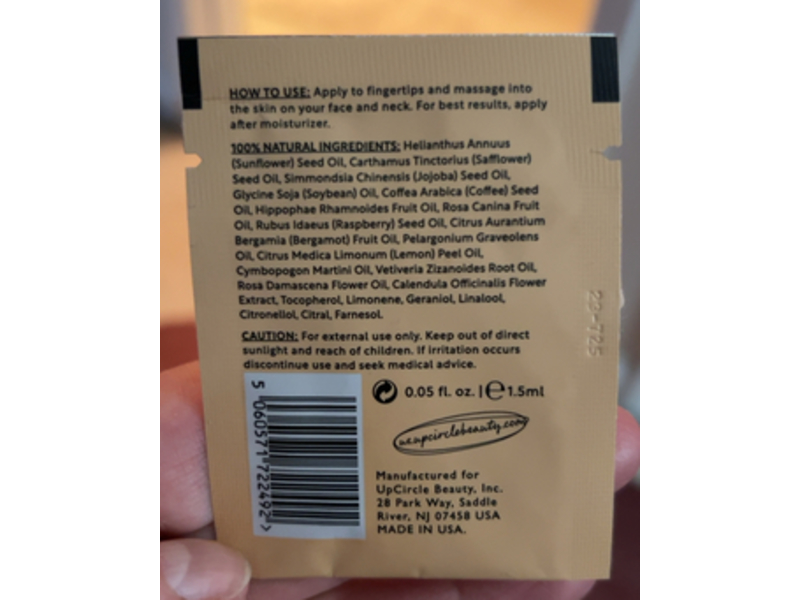 HOW TO USE: Apply to fingertips and massage into
the skin on your face and neck. For best results, apply
after moisturizer.
100% NATURAL INGREDIENTS: Helianthus Annuus
(Sunflower) Seed Oil, Carthamus Tinctorius (Safflower)
Seed Oil, Simmondsia Chinensis (Jojoba) Seed Oil,
Glycine Soja (Soybean) Oil, Coffea Arabica (Coffee) Seed
Oil, Hippophae Rhamnoides Fruit Oil, Rosa Canina Fruit
Oil, Rubus Idaeus (Raspberry) Seed Oil, Citrus Aurantium
Bergamia (Bergamot) Fruit Oil, Pelargonium Graveolens
Oil, Citrus Medica Limonum (Lemon) Peel Oil,
Cymbopogon Martini Oil, Vetiveria Zizanoides Root Oil,
Rosa Damascena Flower Oil, Calendula Officinalis Flower
Extract, Tocopherol, Limonene, Geraniol, Linalool,
Citronellol, Citral, Farnesol.
CAUTION: For external use only. Keep out of direct
sunlight and reach of children. If irritation occurs
discontinue use and seek medical advice.
0.05 fl. oz. | e 1.5ml
us.upcirclebeauty.com
Manufactured for
UpCircle Beauty, Inc.
28 Park Way, Saddle
River, NJ 07458 USA
MADE IN USA.
5 060571 722492 >